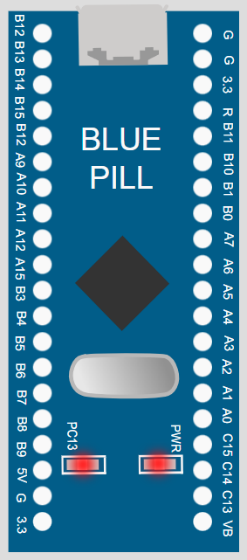 B12
B13
B14
B15
B12
A9
A10
A11
A12
A15
B3
B4
B5
B6
B7
B8
B9
5V
G
3.3
BLUE
PILL
PC13
PWR
G
G
3.3
R
B11
B10
B1
B0
A7
A6
A5
A4
A3
A2
A1
A0
C15
C14
C13
VB